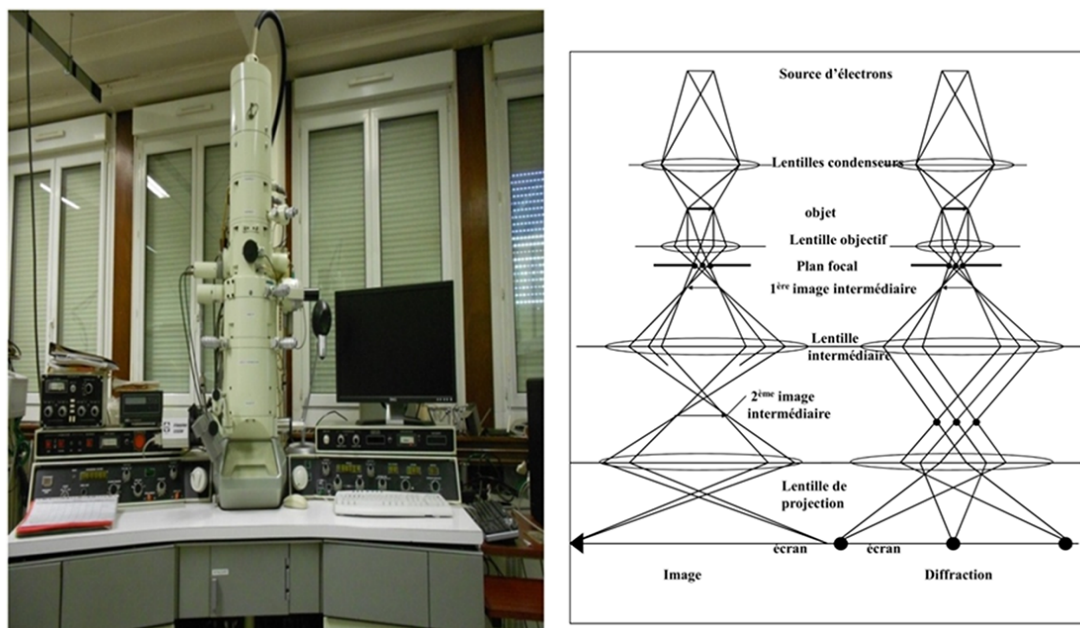 Source d'électrons
Lentilles condenseurs
objet
Lentille objectif
Plan focal
1ère image intermédiaire
Lentille
intermédiaire
2ème image
intermédiaire
Lentille de
projection
écran
écran
Image
Diffraction